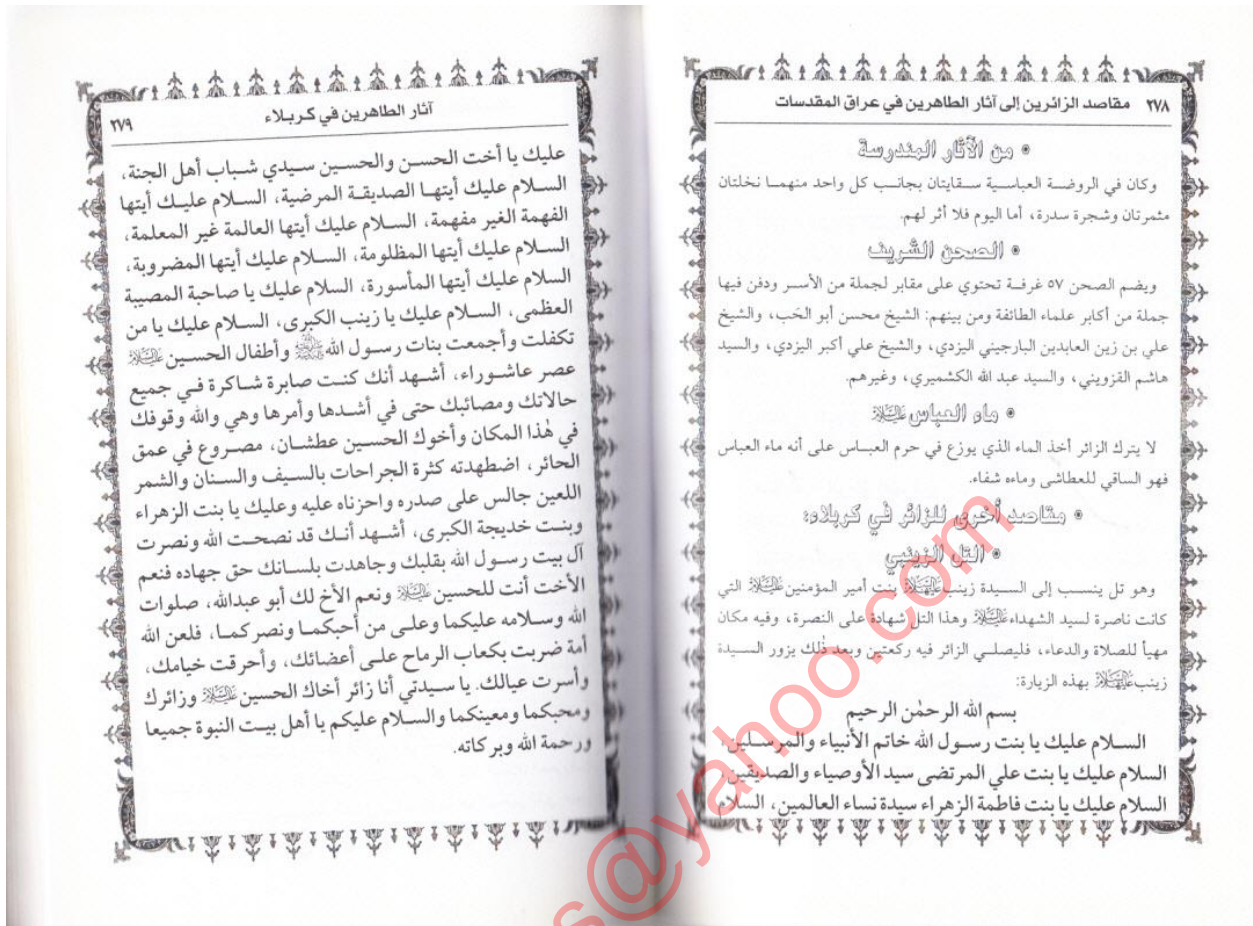 ٢٧٨ مقاصد الزائرين إلى آثار الطاهرين في عراق المقدسات
• من الآثار المندرسة
وكان في الروضة العباسية سقايتان بجانب كل واحد منهما نخلتان
مثمرتان وشجرة سدرة، أما اليوم فلا أثر لهم.
• الصحن الشريف
ويضم الصحن ٥٧ غرفة تحتوي على مقابر لجملة من الأسر ودفن فيها
جملة من أكابر علماء الطائفة ومن بينهم: الشيخ محسن أبو الحَب، والشيخ
علي بن زين العابدين البارجيني اليزدي، والشيخ علي أكبر اليزدي، والسيد
هاشم القزويني، والسيد عبد الله الكشميري، وغيرهم.
• ماء العباس عليه السلام
لا يترك الزائر أخذ الماء الذي يوزع في حرم العباس على أنه ماء العباس
فهو الساقي للعطاشى وماءه شفاء.
• مقاصد أخرى للزائر في كربلاء:
• التل الزينبي
وهو تل ينسب إلى السيدة زينب عليها السلام بنت أمير المؤمنين عليه السلام التي
كانت ناصرة لسيد الشهداء عليه السلام وهذا التل شهادة على النصرة، وفيه مكان
مهيأ للصلاة والدعاء، فليصلي الزائر فيه ركعتين وبعد ذٰلك يزور السيدة
زينب عليها السلام بهذه الزيارة:
بسم الله الرحمٰن الرحيم
السلام عليك يا بنت رسول الله خاتم الأنبياء والمرسلين،
السلام عليك يا بنت علي المرتضى سيد الأوصياء والصديقين،
السلام عليك يا بنت فاطمة الزهراء سيدة نساء العالمين، السلام
آثار الطاهرين في كربلاء ٢٧٩
عليك يا أخت الحسن والحسين سيدي شباب أهل الجنة،
السلام عليك أيتها الصديقة المرضية، السلام عليك أيتها
الفهمة الغير مفهمة، السلام عليك أيتها العالمة غير المعلمة،
السلام عليك أيتها المظلومة، السلام عليك أيتها المضروبة،
السلام عليك أيتها المأسورة، السلام عليك يا صاحبة المصيبة
العظمى، السلام عليك يا زينب الكبرى، السلام عليك يا من
تكفلت وأجمعت بنات رسول الله ﷺ وأطفال الحسين عليه السلام
عصر عاشوراء، أشهد أنك كنت صابرة شاكرة في جميع
حالاتك ومصائبك حتى في أشدها وأمرها وهي والله وقوفك
في هٰذا المكان وأخوك الحسين عطشان، مصروع في عمق
الحائر، اضطهدته كثرة الجراحات بالسيف والسنان والشمر
اللعين جالس على صدره واحزناه عليه وعليك يا بنت الزهراء
وبنت خديجة الكبرى، أشهد أنك قد نصحت الله ونصرت
آل بيت رسول الله بقلبك وجاهدت بلسانك حق جهاده فنعم
الأخت أنت للحسين عليه السلام ونعم الأخ لك أبو عبدالله، صلوات
الله وسلامه عليكما وعلى من أحبكما ونصركما، فلعن الله
أمة ضربت بكعاب الرماح على أعضائك، وأحرقت خيامك،
وأسرت عيالك. يا سيدتي أنا زائر أخاك الحسين عليه السلام وزائرك
ومحبكما ومعينكما والسلام عليكم يا أهل بيت النبوة جميعا
ورحمة الله وبركاته.
s@yahoo.com